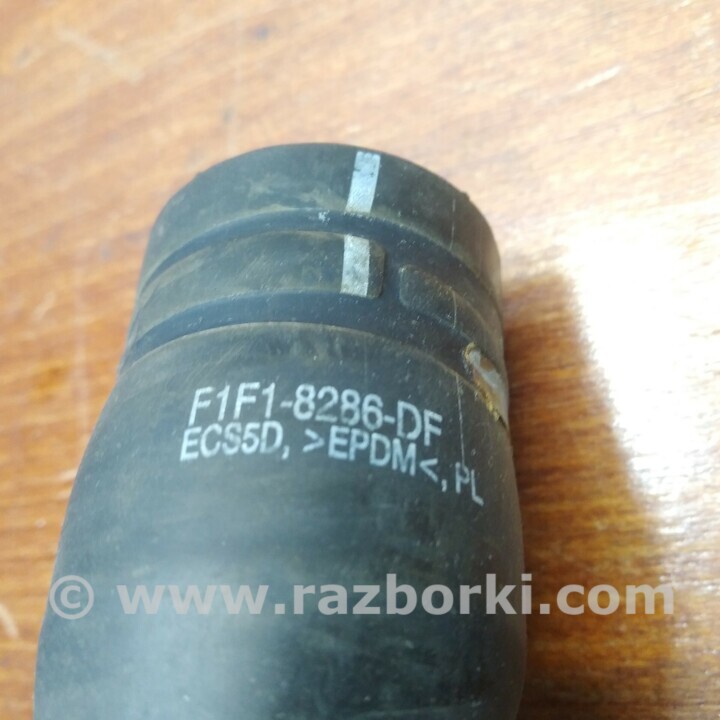 F1F1-8286-DF
ECS5D, >EPDM<, PL
© www.razborki.com